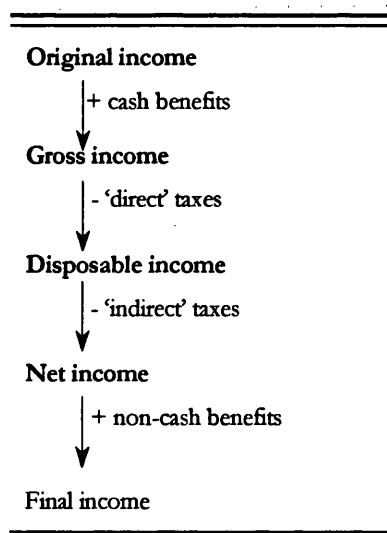 Original income
+ cash benefits
Gross income
- ‘direct’ taxes
Disposable income
- ‘indirect’ taxes
Net income
+ non-cash benefits
Final income